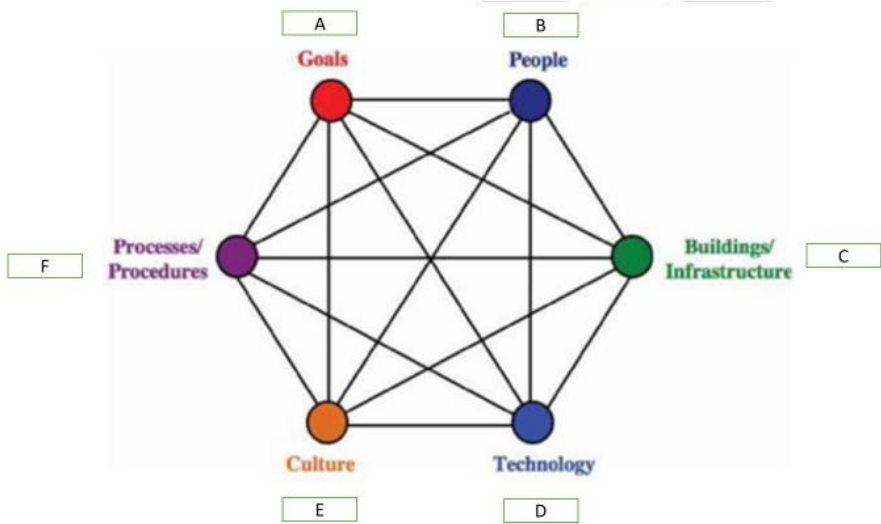 A
B
Goals
People
Processes/
Procedures
Buildings/
Infrastructure
F
C
Culture
Technology
E
D